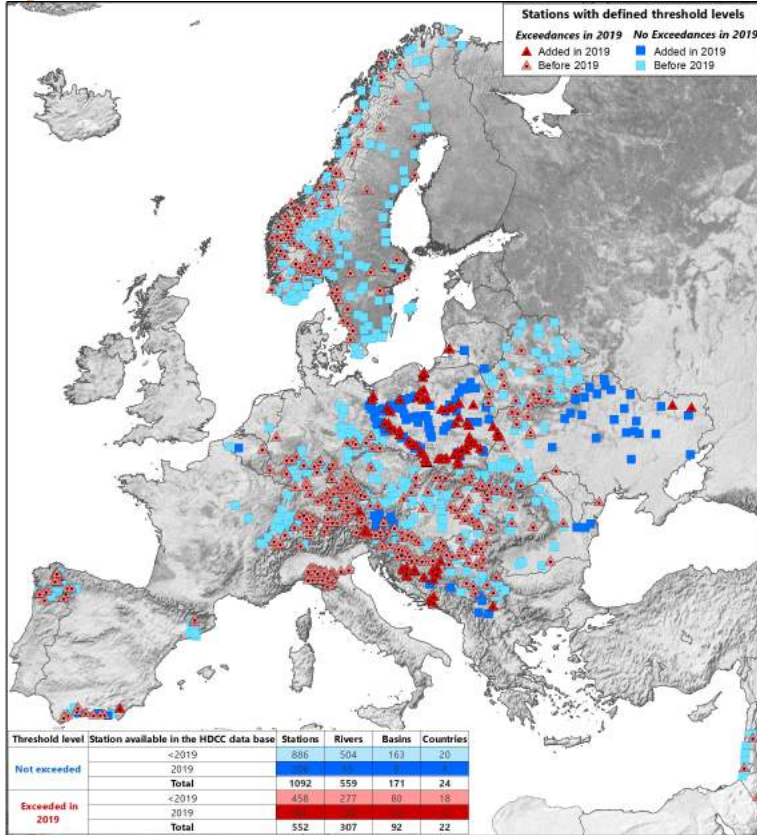 Stations with defined threshold levels
Exceedances in 2019 No Exceedances in 2019
Added in 2019 Added in 2019
Before 2019 Before 2019
Threshold level Station available in the HDCC data base Stations Rivers Basins Countries
Not exceeded <2019 886 504 163 20
2019
Total 1092 559 171 24
Exceeded in 2019 <2019 458 277 80 18
2019
Total 552 307 92 22